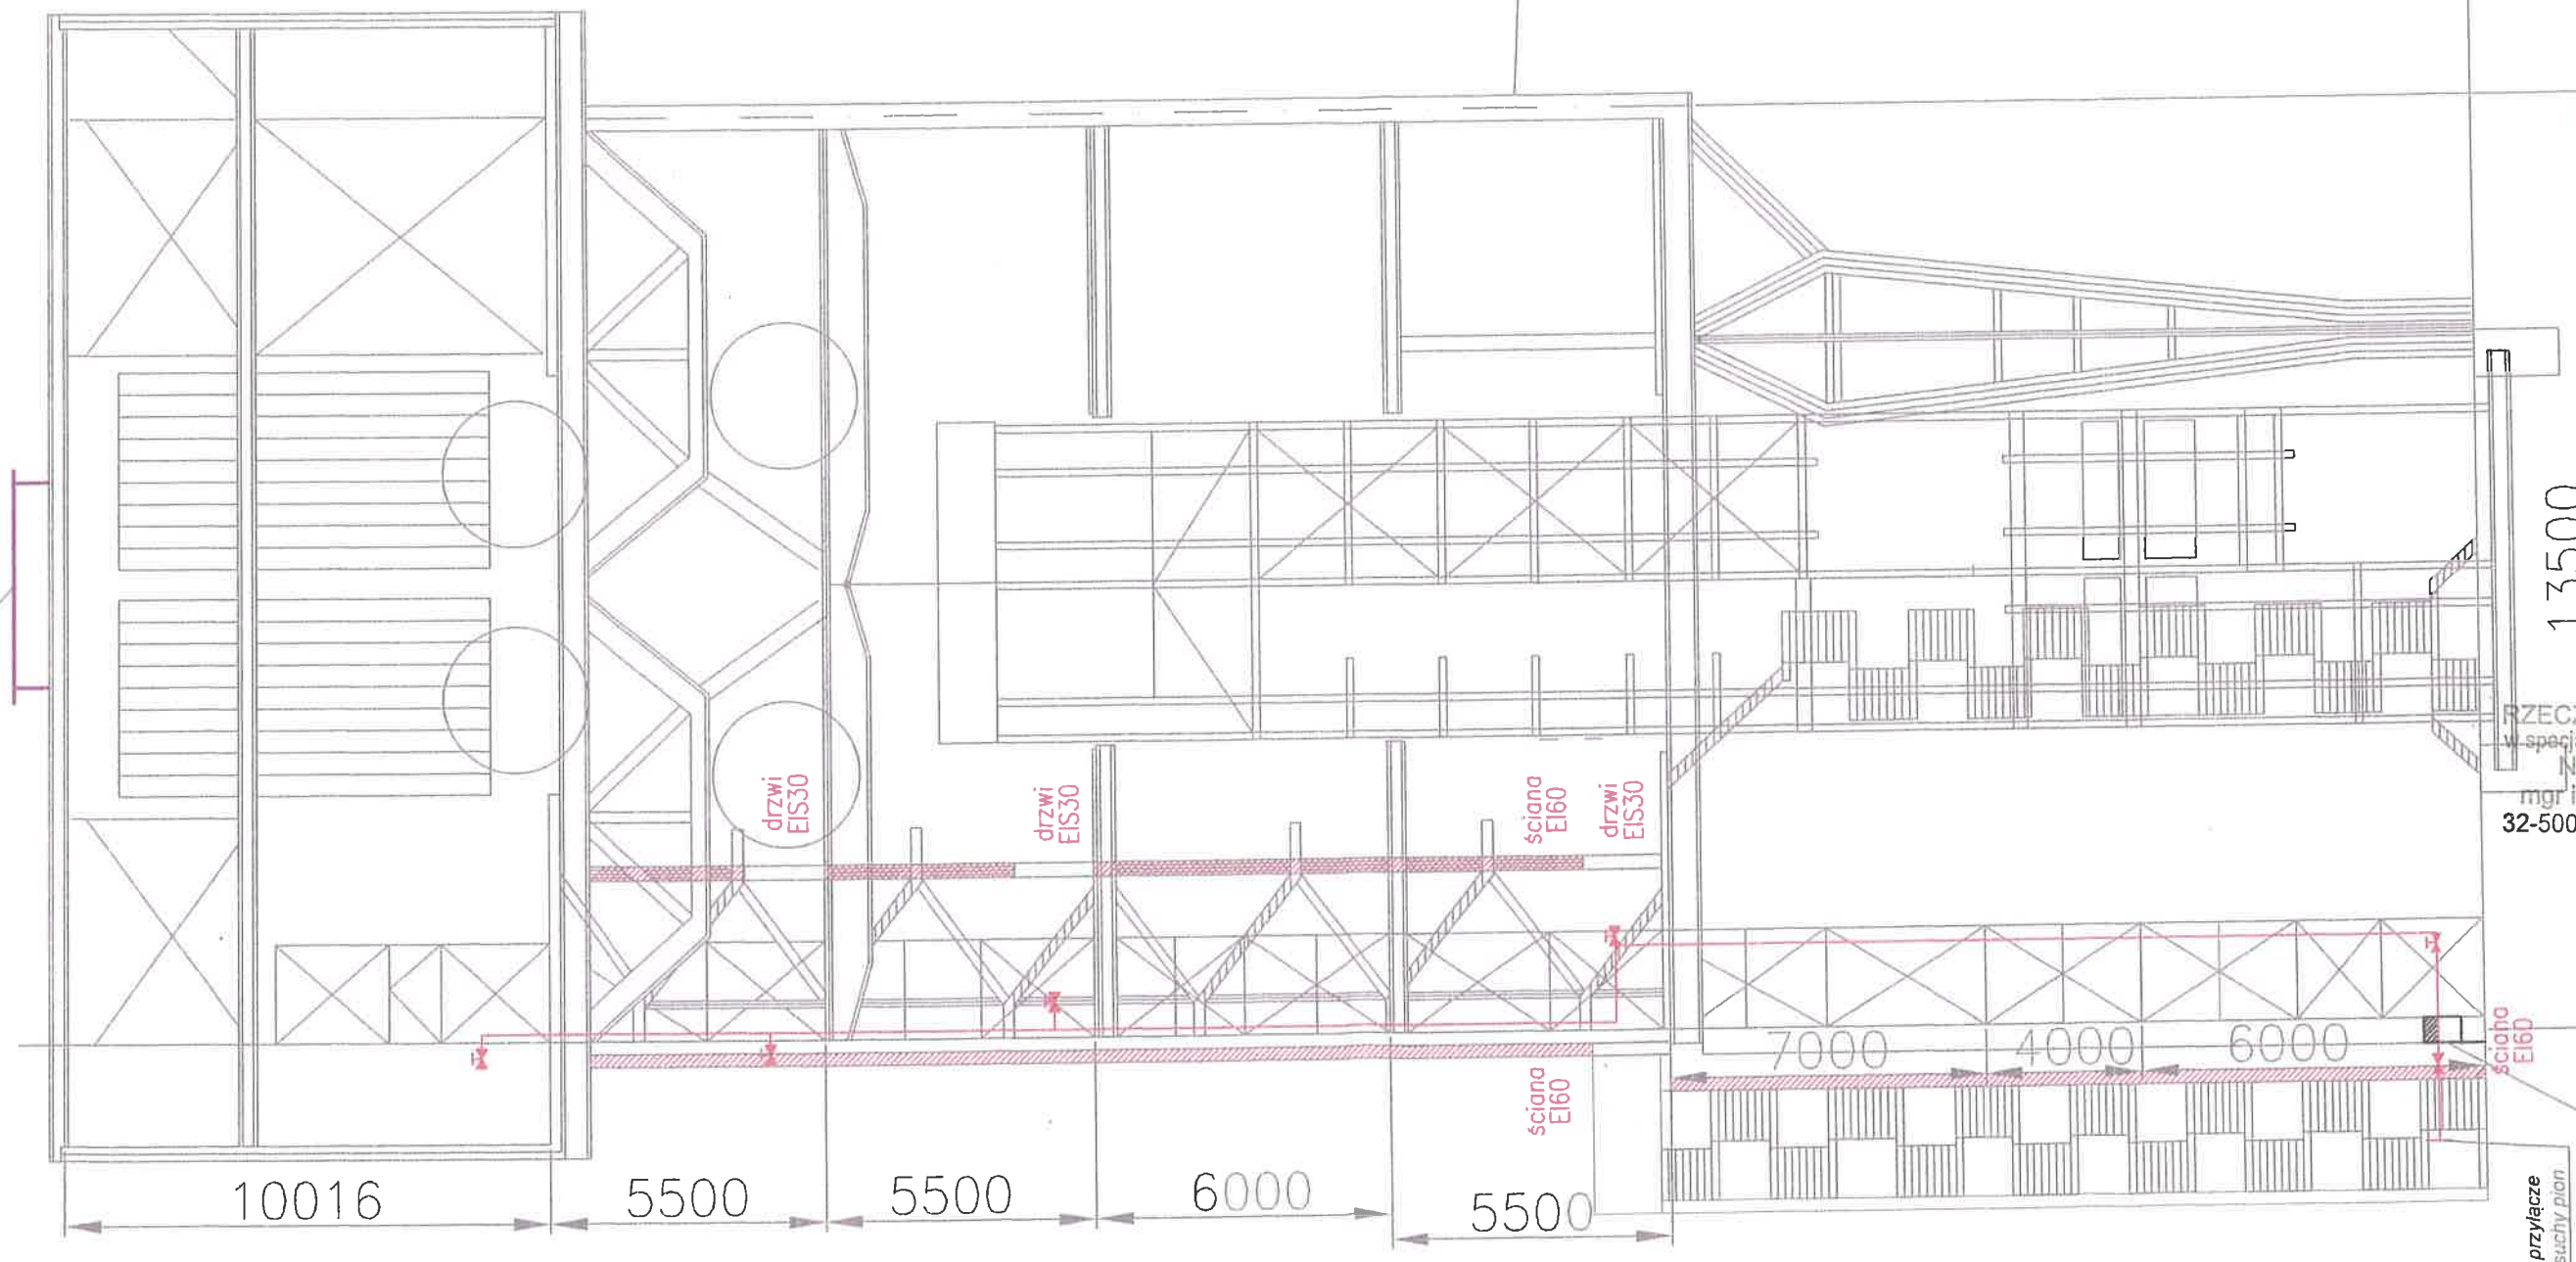 drzwi
EIS30
drzwi
EIS30
ściana
EI60
drzwi
EIS30
13500
RZECZ
w specj
mgr i
32-500
7000
4000
6000
ściana
EI60
ściana
EI60
10016
5500
5500
6000
5500
przyłącze
suchy pion